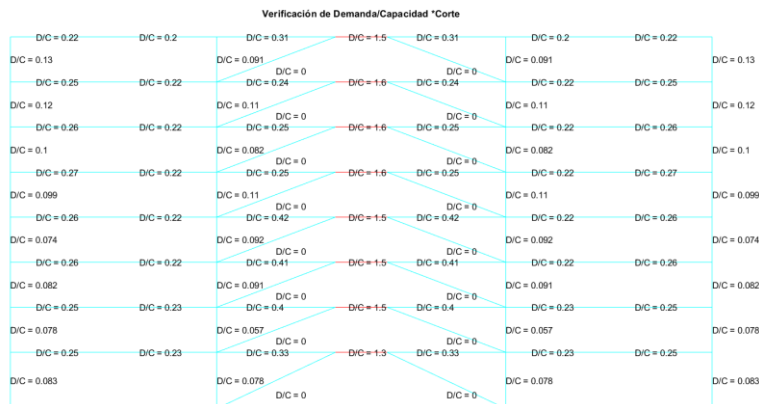 Verificación de Demanda/Capacidad *Corte
D/C = 0.22 D/C = 0.2 D/C = 0.31 D/C = 1.5 D/C = 0.31 D/C = 0.2 D/C = 0.22
D/C = 0.13 D/C = 0.091 D/C = 0.091 D/C = 0.13
D/C = 0 D/C = 0
D/C = 0.25 D/C = 0.22 D/C = 0.24 D/C = 1.6 D/C = 0.24 D/C = 0.22 D/C = 0.25
D/C = 0.12 D/C = 0.11 D/C = 0.11 D/C = 0.12
D/C = 0 D/C = 0
D/C = 0.26 D/C = 0.22 D/C = 0.25 D/C = 1.6 D/C = 0.25 D/C = 0.22 D/C = 0.26
D/C = 0.1 D/C = 0.082 D/C = 0.082 D/C = 0.1
D/C = 0 D/C = 0
D/C = 0.27 D/C = 0.22 D/C = 0.25 D/C = 1.6 D/C = 0.25 D/C = 0.22 D/C = 0.27
D/C = 0.099 D/C = 0.11 D/C = 0.11 D/C = 0.099
D/C = 0 D/C = 0
D/C = 0.26 D/C = 0.22 D/C = 0.42 D/C = 1.5 D/C = 0.42 D/C = 0.22 D/C = 0.26
D/C = 0.074 D/C = 0.092 D/C = 0.092 D/C = 0.074
D/C = 0 D/C = 0
D/C = 0.26 D/C = 0.22 D/C = 0.41 D/C = 1.5 D/C = 0.41 D/C = 0.22 D/C = 0.26
D/C = 0.082 D/C = 0.091 D/C = 0.091 D/C = 0.082
D/C = 0 D/C = 0
D/C = 0.25 D/C = 0.23 D/C = 0.4 D/C = 1.5 D/C = 0.4 D/C = 0.23 D/C = 0.25
D/C = 0.078 D/C = 0.057 D/C = 0.057 D/C = 0.078
D/C = 0 D/C = 0
D/C = 0.25 D/C = 0.23 D/C = 0.33 D/C = 1.3 D/C = 0.33 D/C = 0.23 D/C = 0.25
D/C = 0.083 D/C = 0.078 D/C = 0.078 D/C = 0.083
D/C = 0 D/C = 0